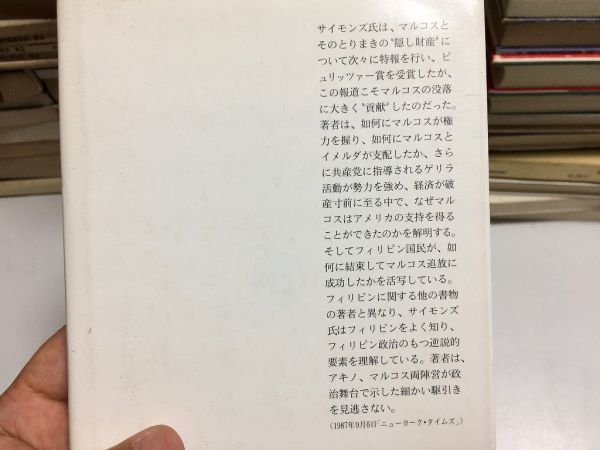 サイモンズ氏は、マルコスと
そのとりまきの〝隠し財産〟に
ついて次々に特報を行い、ピ
ュリッツァー賞を受賞したが、
この報道こそマルコスの没落
に大きく〝貢献〟したのだった。
著者は、如何にマルコスが権
力を握り、如何にマルコスと
イメルダが支配したか、さら
に共産党に指導されるゲリラ
活動が勢力を強め、経済が破
産寸前に至る中で、なぜマル
コスはアメリカの支持を得る
ことができたのかを解明する。
そしてフィリピン国民が、如
何に結束してマルコス追放に
成功したかを活写している。
フィリピンに関する他の書物
の著者と異なり、サイモンズ
氏はフィリピンをよく知り、
フィリピン政治のもつ逆説的
要素を理解している。著者は、
アキノ、マルコス両陣営が政
治舞台で示した細かい駆引き
を見逃さない。
(1987年9月6日「ニューヨーク・タイムズ」)